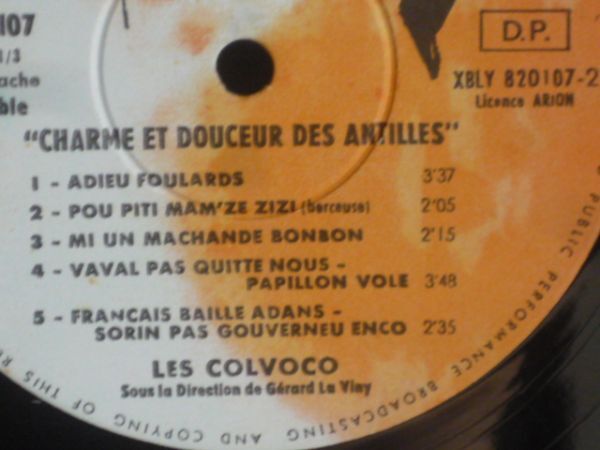 107
1/3
D.P.
XBLY 820107-2
Licence ARION
"CHARME ET DOUCEUR DES ANTILLES"
1 - ADIEU FOULARDS 3'37
2 - POU PITI MAM'ZE ZIZI (berceuse) 2'05
3 - MI UN MACHANDE BONBON 2'15
4 - VAVAL PAS QUITTE NOUS -
PAPILLON VOLE 3'48
5 - FRANCAIS BAILLE ADANS -
SORIN PAS GOUVERNEU ENCO 2'35
LES COLVOCO
Sous la Direction de Gérard La Viny
PUBLIC PERFORMANCE BROADCASTING AND COPYING OF THIS